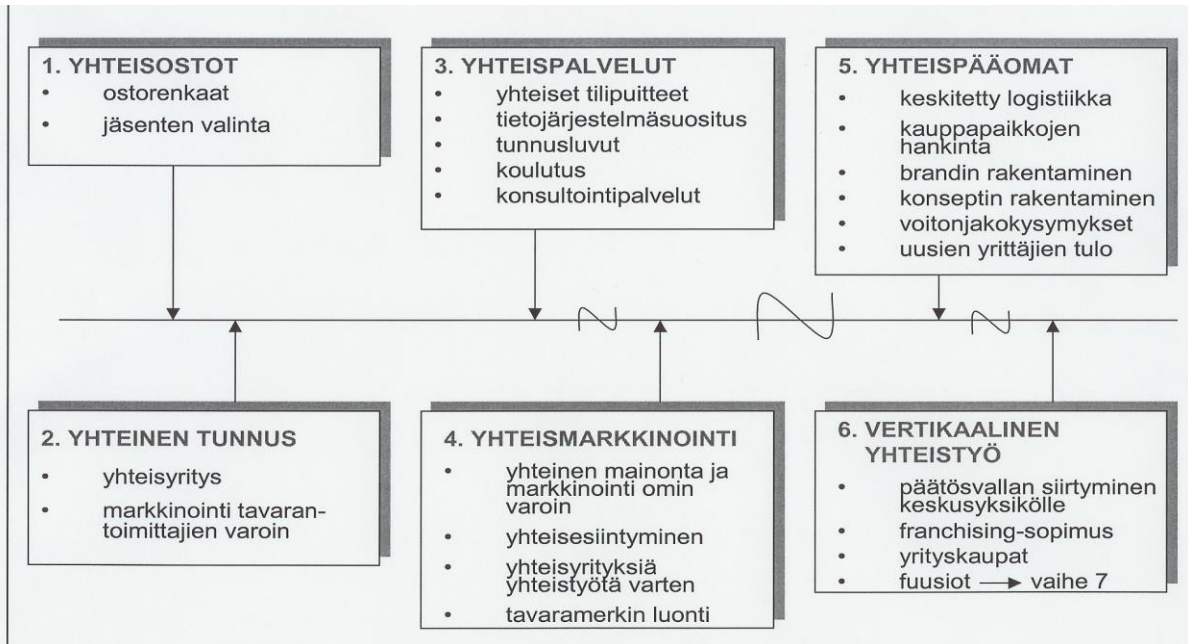 1. YHTEISOSTOT
• ostorenkaat
• jäsenten valinta
3. YHTEISPALVELUT
• yhteiset tilipuitteet
• tietojärjestelmäsuositus
• tunnusluvut
• koulutus
• konsultointipalvelut
5. YHTEISPÄÄOMAT
• keskitetty logistiikka
• kauppapaikkojen
hankinta
• brandin rakentaminen
• konseptin rakentaminen
• voitonjakokysymykset
• uusien yrittäjien tulo
2. YHTEINEN TUNNUS
• yhteisyritys
• markkinointi tavaran-
toimittajien varoin
4. YHTEISMARKKINOINTI
• yhteinen mainonta ja
markkinointi omin
varoin
• yhteisesiintyminen
• yhteisyrityksiä
yhteistyötä varten
• tavaramerkin luonti
6. VERTIKAALINEN
YHTEISTYÖ
• päätösvallan siirtyminen
keskusyksikölle
• franchising-sopimus
• yrityskaupat
• fuusiot → vaihe 7